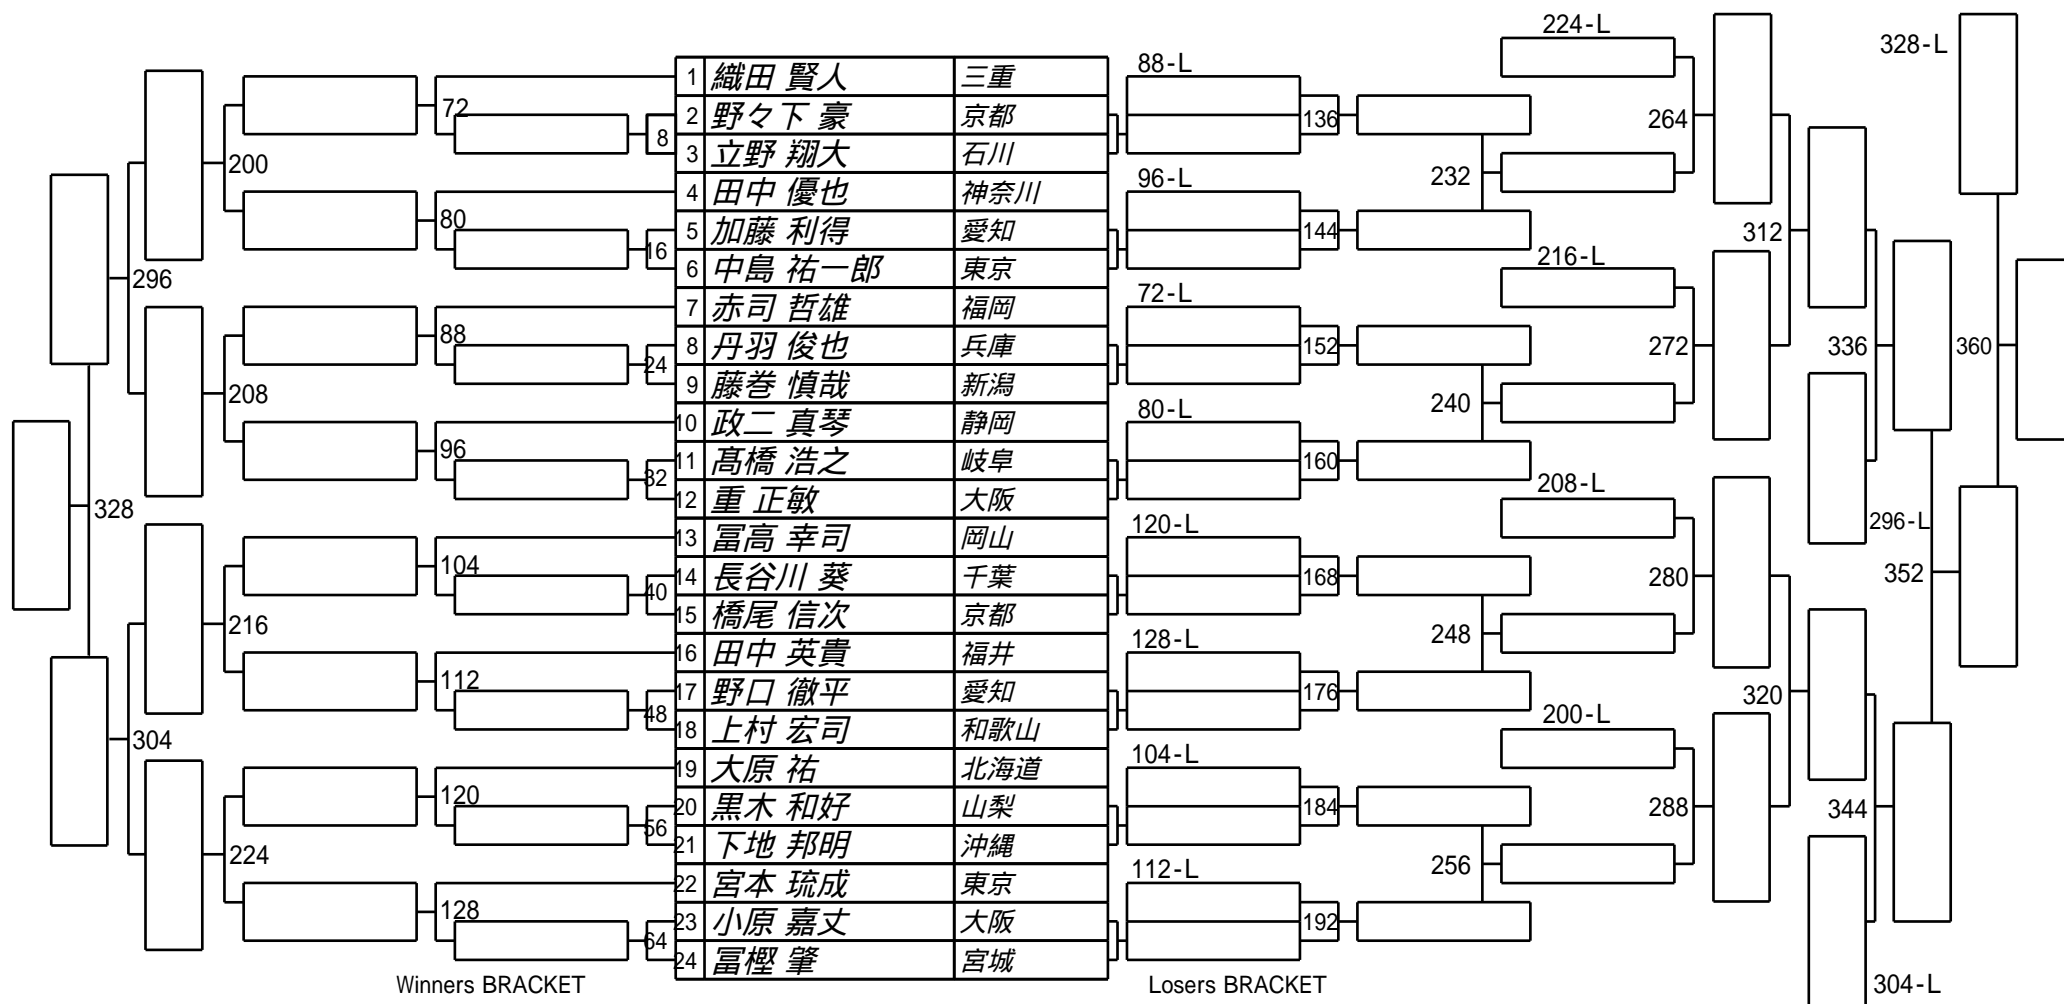 224-L
328-L
88-L
1 織田 賢人 三重
72
2 野々下 豪 京都
136
264
8
3 立野 翔大 石川
200
96-L
232
4 田中 優也 神奈川
80
5 加藤 利得 愛知
144
312
16
216-L
6 中島 祐一郎 東京
296
72-L
7 赤司 哲雄 福岡
88
8 丹羽 俊也 兵庫
152
272
336
360
24
9 藤巻 慎哉 新潟
208
80-L
240
10 政二 真琴 静岡
96
11 髙橋 浩之 岐阜
160
32
208-L
12 重 正敏 大阪
328
120-L
296-L
13 冨高 幸司 岡山
104
14 長谷川 葵 千葉
168
280
352
40
15 橋尾 信次 京都
216
128-L
248
16 田中 英貴 福井
112
17 野口 徹平 愛知
176
320
48
200-L
18 上村 宏司 和歌山
304
104-L
19 大原 祐 北海道
120
20 黒木 和好 山梨
184
288
344
56
21 下地 邦明 沖縄
224
112-L
256
22 宮本 琉成 東京
128
23 小原 嘉丈 大阪
192
64
24 冨樫 肇 宮城
304-L
Winners BRACKET
Losers BRACKET